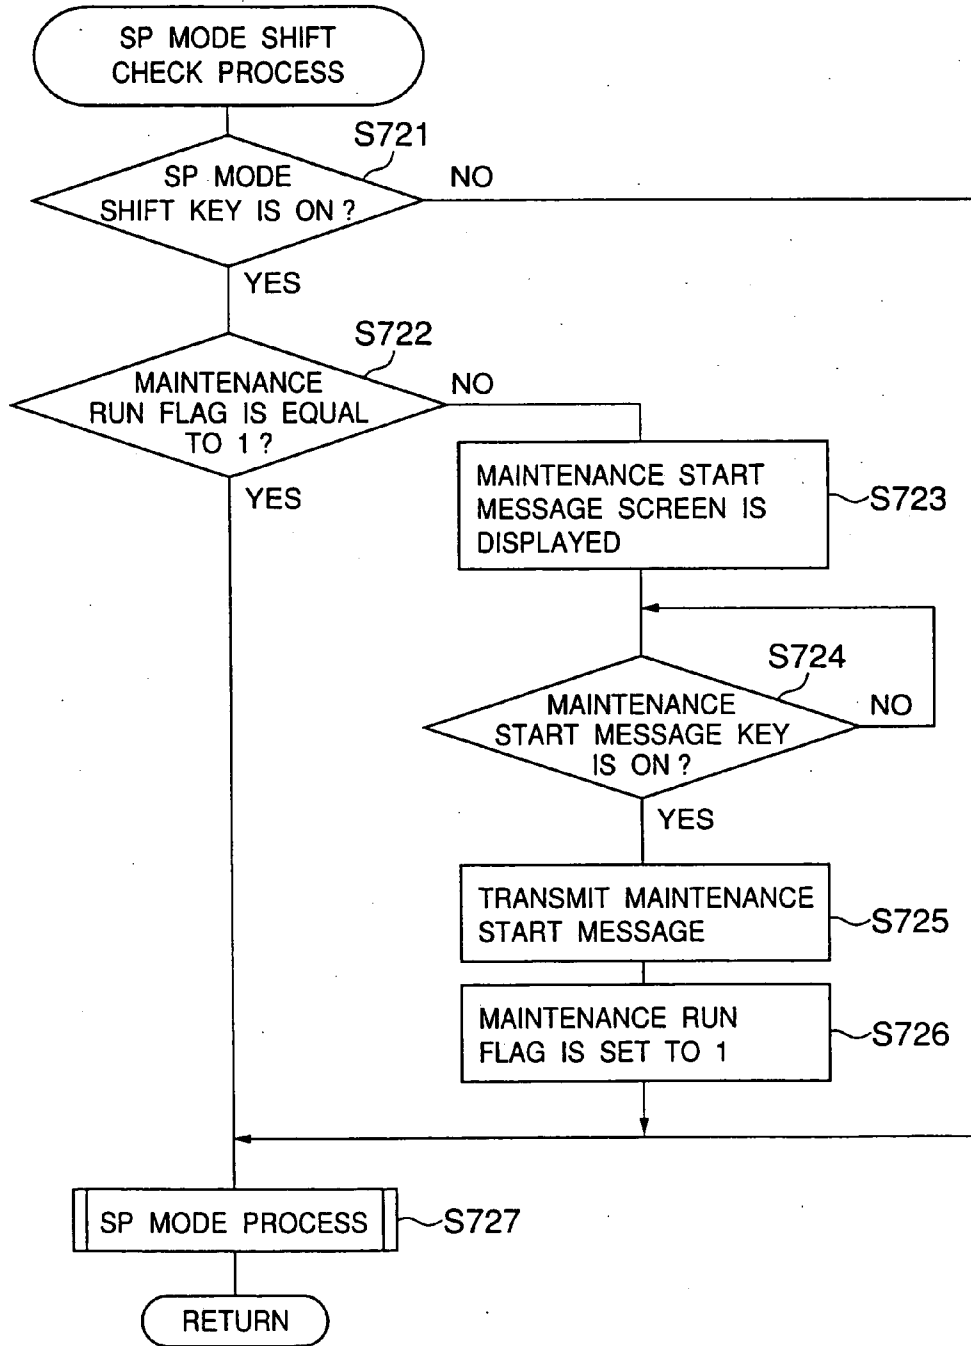 SP MODE SHIFT
CHECK PROCESS
S721
SP MODE
SHIFT KEY IS ON?
NO
YES
S722
MAINTENANCE
RUN FLAG IS EQUAL
TO 1?
NO
YES
MAINTENANCE START
MESSAGE SCREEN IS
DISPLAYED
S723
S724
MAINTENANCE
START MESSAGE KEY
IS ON?
NO
YES
TRANSMIT MAINTENANCE
START MESSAGE
S725
MAINTENANCE RUN
FLAG IS SET TO 1
S726
SP MODE PROCESS
S727
RETURN